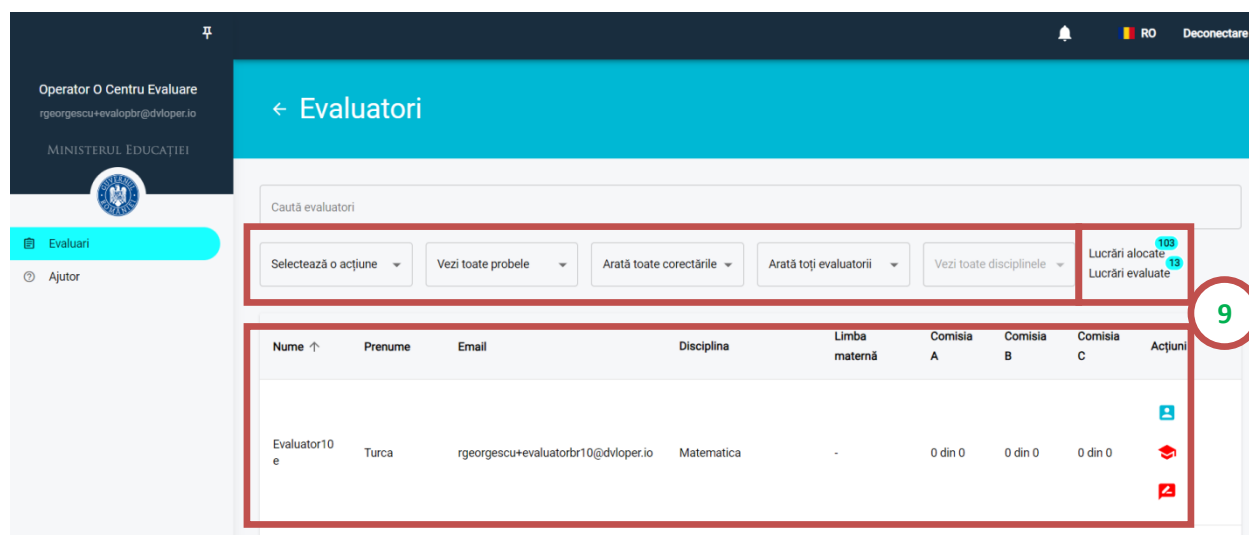 RO
Deconectare
Operator O Centru Evaluare
rgeorgescu+evalopbr@dvloper.io
MINISTERUL EDUCAȚIEI
GUVERNUL ROMÂNIEI
Evaluari
Ajutor
← Evaluatori
Caută evaluatori
Selectează o acțiune
Vezi toate probele
Arată toate corectările
Arată toți evaluatorii
Vezi toate disciplinele
Lucrări alocate 103
Lucrări evaluate 13
9
Nume ↑ Prenume Email Disciplina Limba maternă Comisia A Comisia B Comisia C Acțiuni
Evaluator10e Turca rgeorgescu+evaluatorbr10@dvloper.io Matematica - 0 din 0 0 din 0 0 din 0